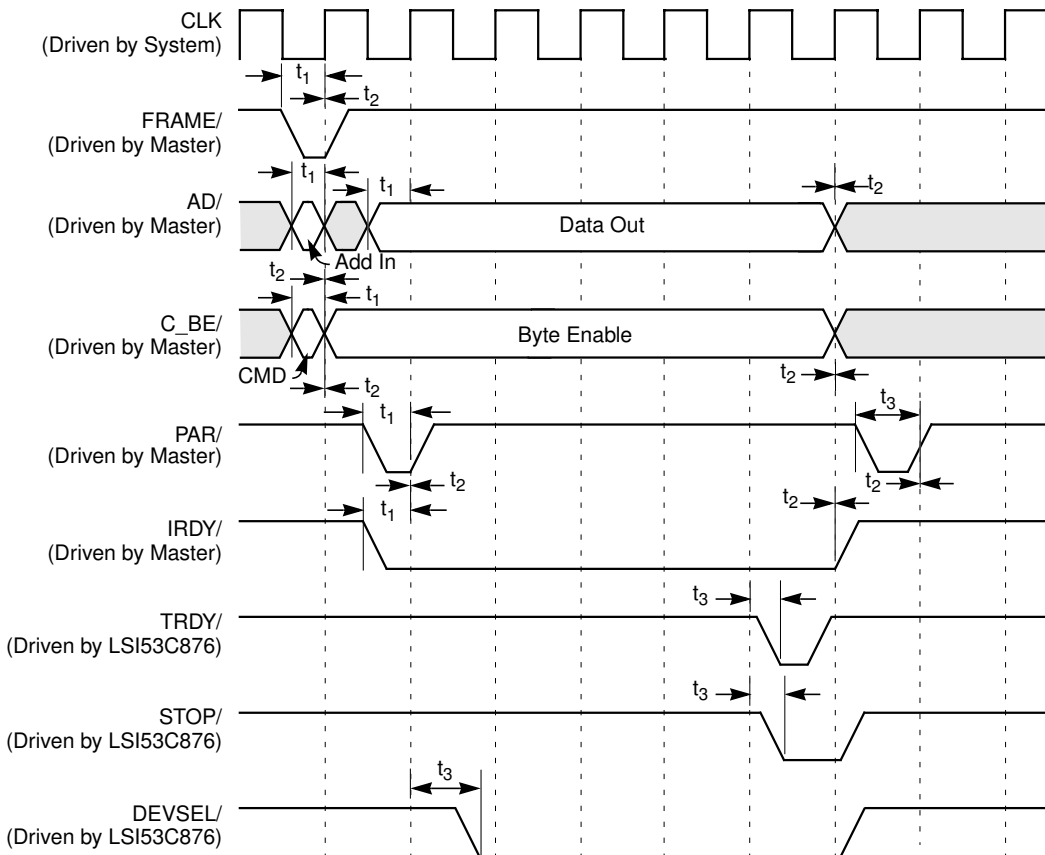 CLK
(Driven by System)
t1
t2
FRAME/
(Driven by Master)
t1
t1
t2
AD/
(Driven by Master)
Data Out
Add In
t2
t1
C_BE/
(Driven by Master)
Byte Enable
CMD
t2
t2
t1
t3
PAR/
(Driven by Master)
t2
t2
t1
t2
IRDY/
(Driven by Master)
t3
TRDY/
(Driven by LSI53C876)
t3
STOP/
(Driven by LSI53C876)
t3
DEVSEL/
(Driven by LSI53C876)